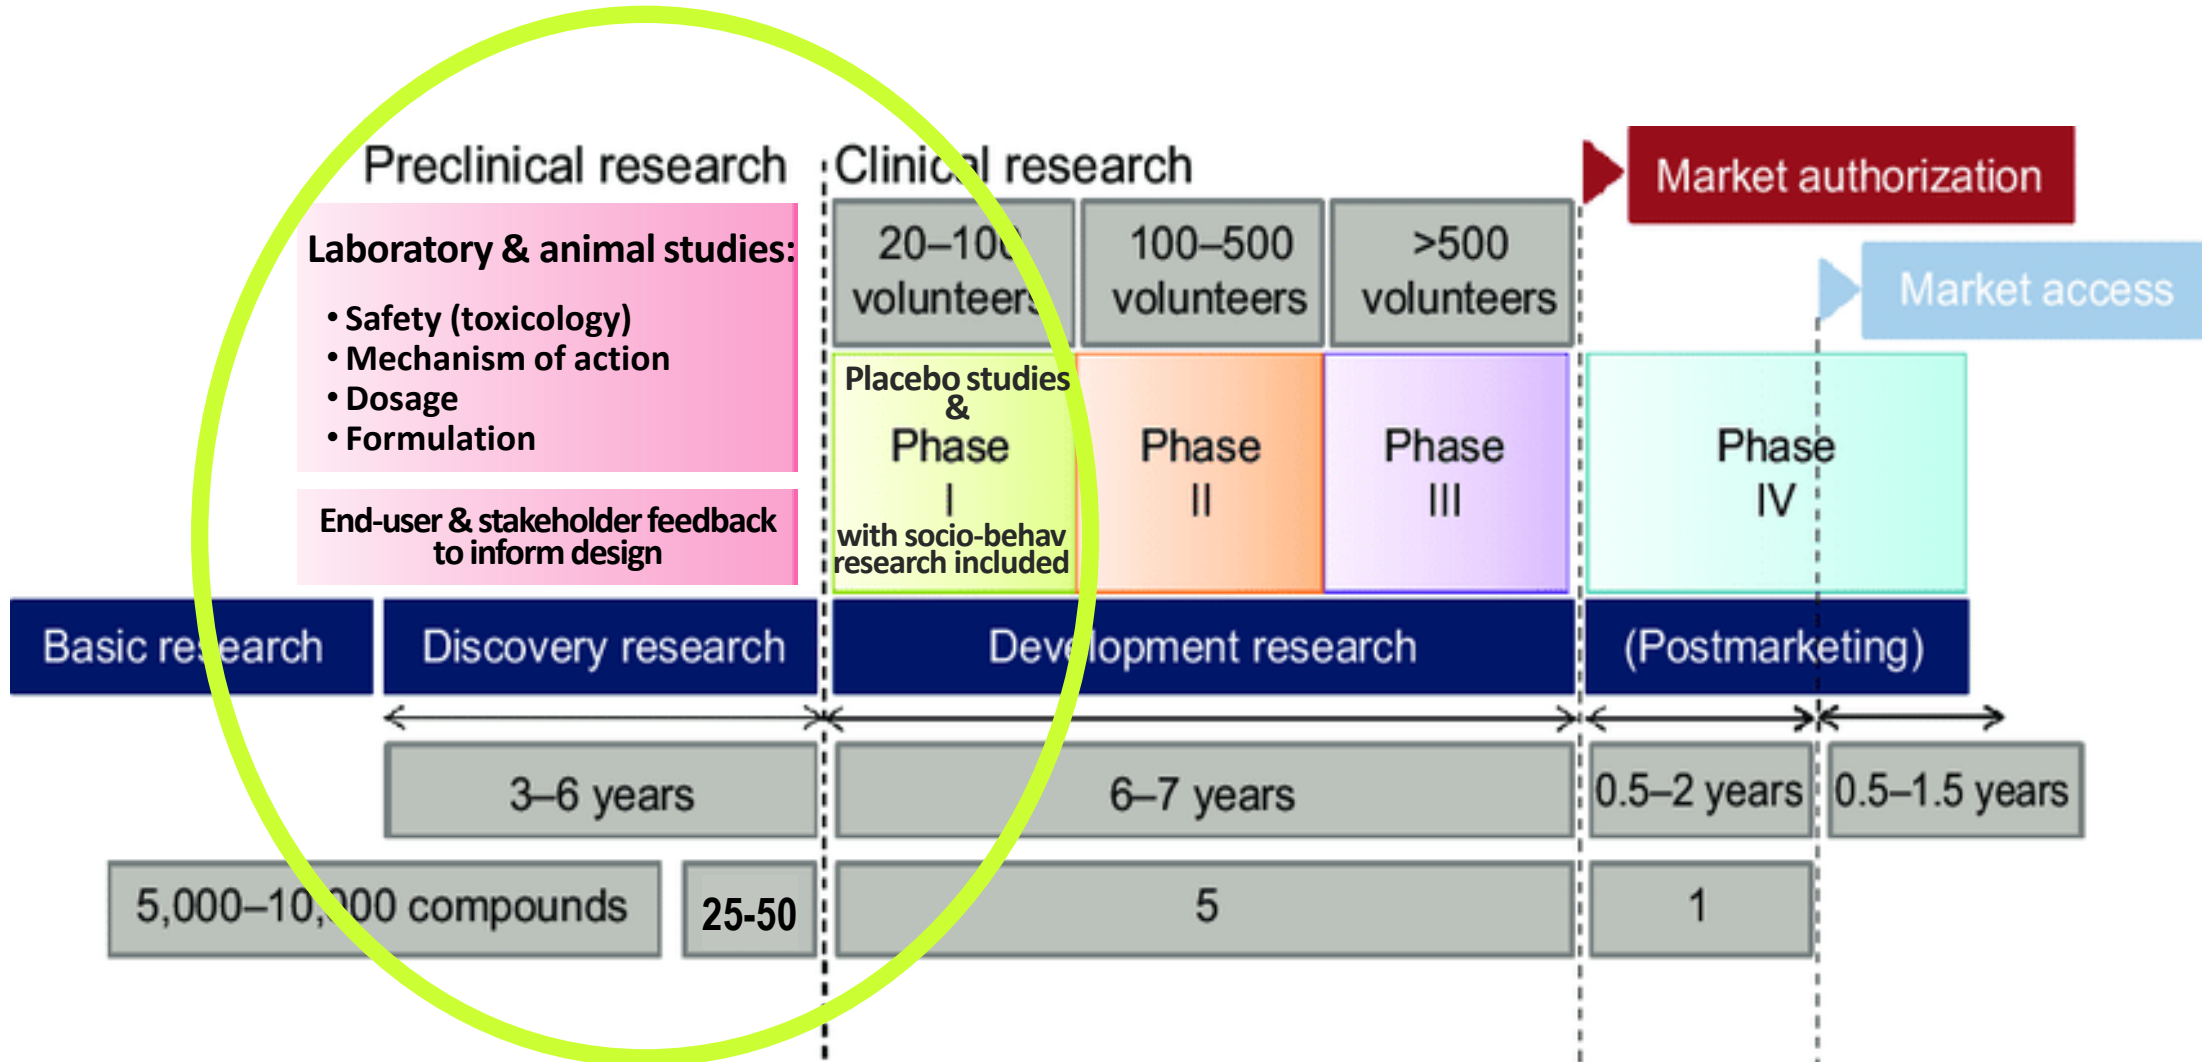 Preclinical research
Clinical research
Market authorization
Market access
Laboratory & animal studies:
• Safety (toxicology)
• Mechanism of action
• Dosage
• Formulation
End-user & stakeholder feedback
to inform design
20–100
volunteers
100–500
volunteers
>500
volunteers
Placebo studies
&
Phase
I
with socio-behav
research included
Phase
II
Phase
III
Phase
IV
Basic research
Discovery research
Development research
(Postmarketing)
3–6 years
6–7 years
0.5–2 years
0.5–1.5 years
5,000–10,000 compounds
25-50
5
1